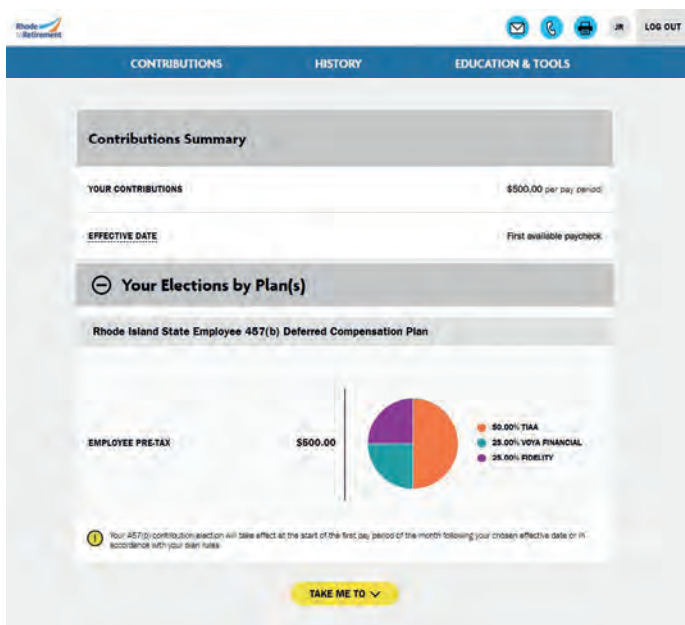 Rhode
to Retirement
JR
LOG OUT
CONTRIBUTIONS
HISTORY
EDUCATION & TOOLS
Contributions Summary
YOUR CONTRIBUTIONS
$500.00 per pay period
EFFECTIVE DATE
First available paycheck
Your Elections by Plan(s)
Rhode Island State Employee 457(b) Deferred Compensation Plan
EMPLOYEE PRE-TAX
$500.00
50.00% TIAA
25.00% VOYA FINANCIAL
25.00% FIDELITY
Your 457(b) contribution election will take effect at the start of the first pay period of the month following your chosen effective date or in
accordance with your plan rules.
TAKE ME TO